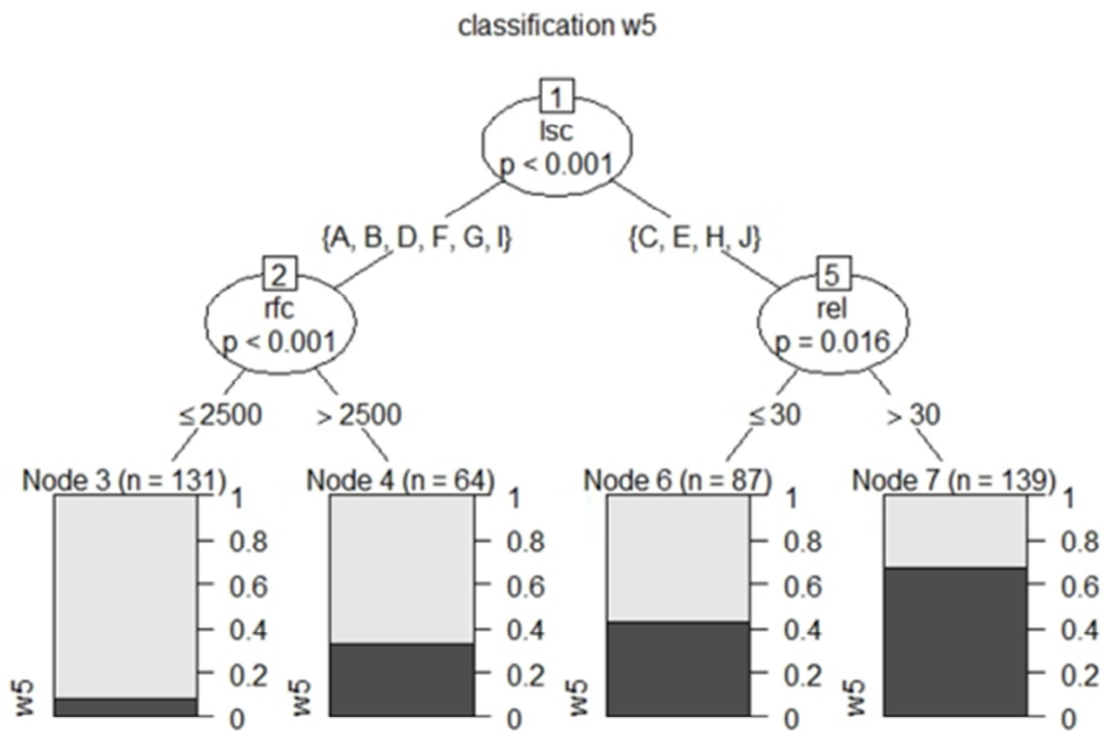 classification w5
1
lsc
p < 0.001
{A, B, D, F, G, I}
{C, E, H, J}
2
rfc
p < 0.001
5
rel
p = 0.016
≤ 2500
> 2500
≤ 30
> 30
Node 3 (n = 131)
Node 4 (n = 64)
Node 6 (n = 87)
Node 7 (n = 139)
1
0.8
0.6
0.4
0.2
0
w5
1
0.8
0.6
0.4
0.2
0
w5
1
0.8
0.6
0.4
0.2
0
w5
1
0.8
0.6
0.4
0.2
0
w5